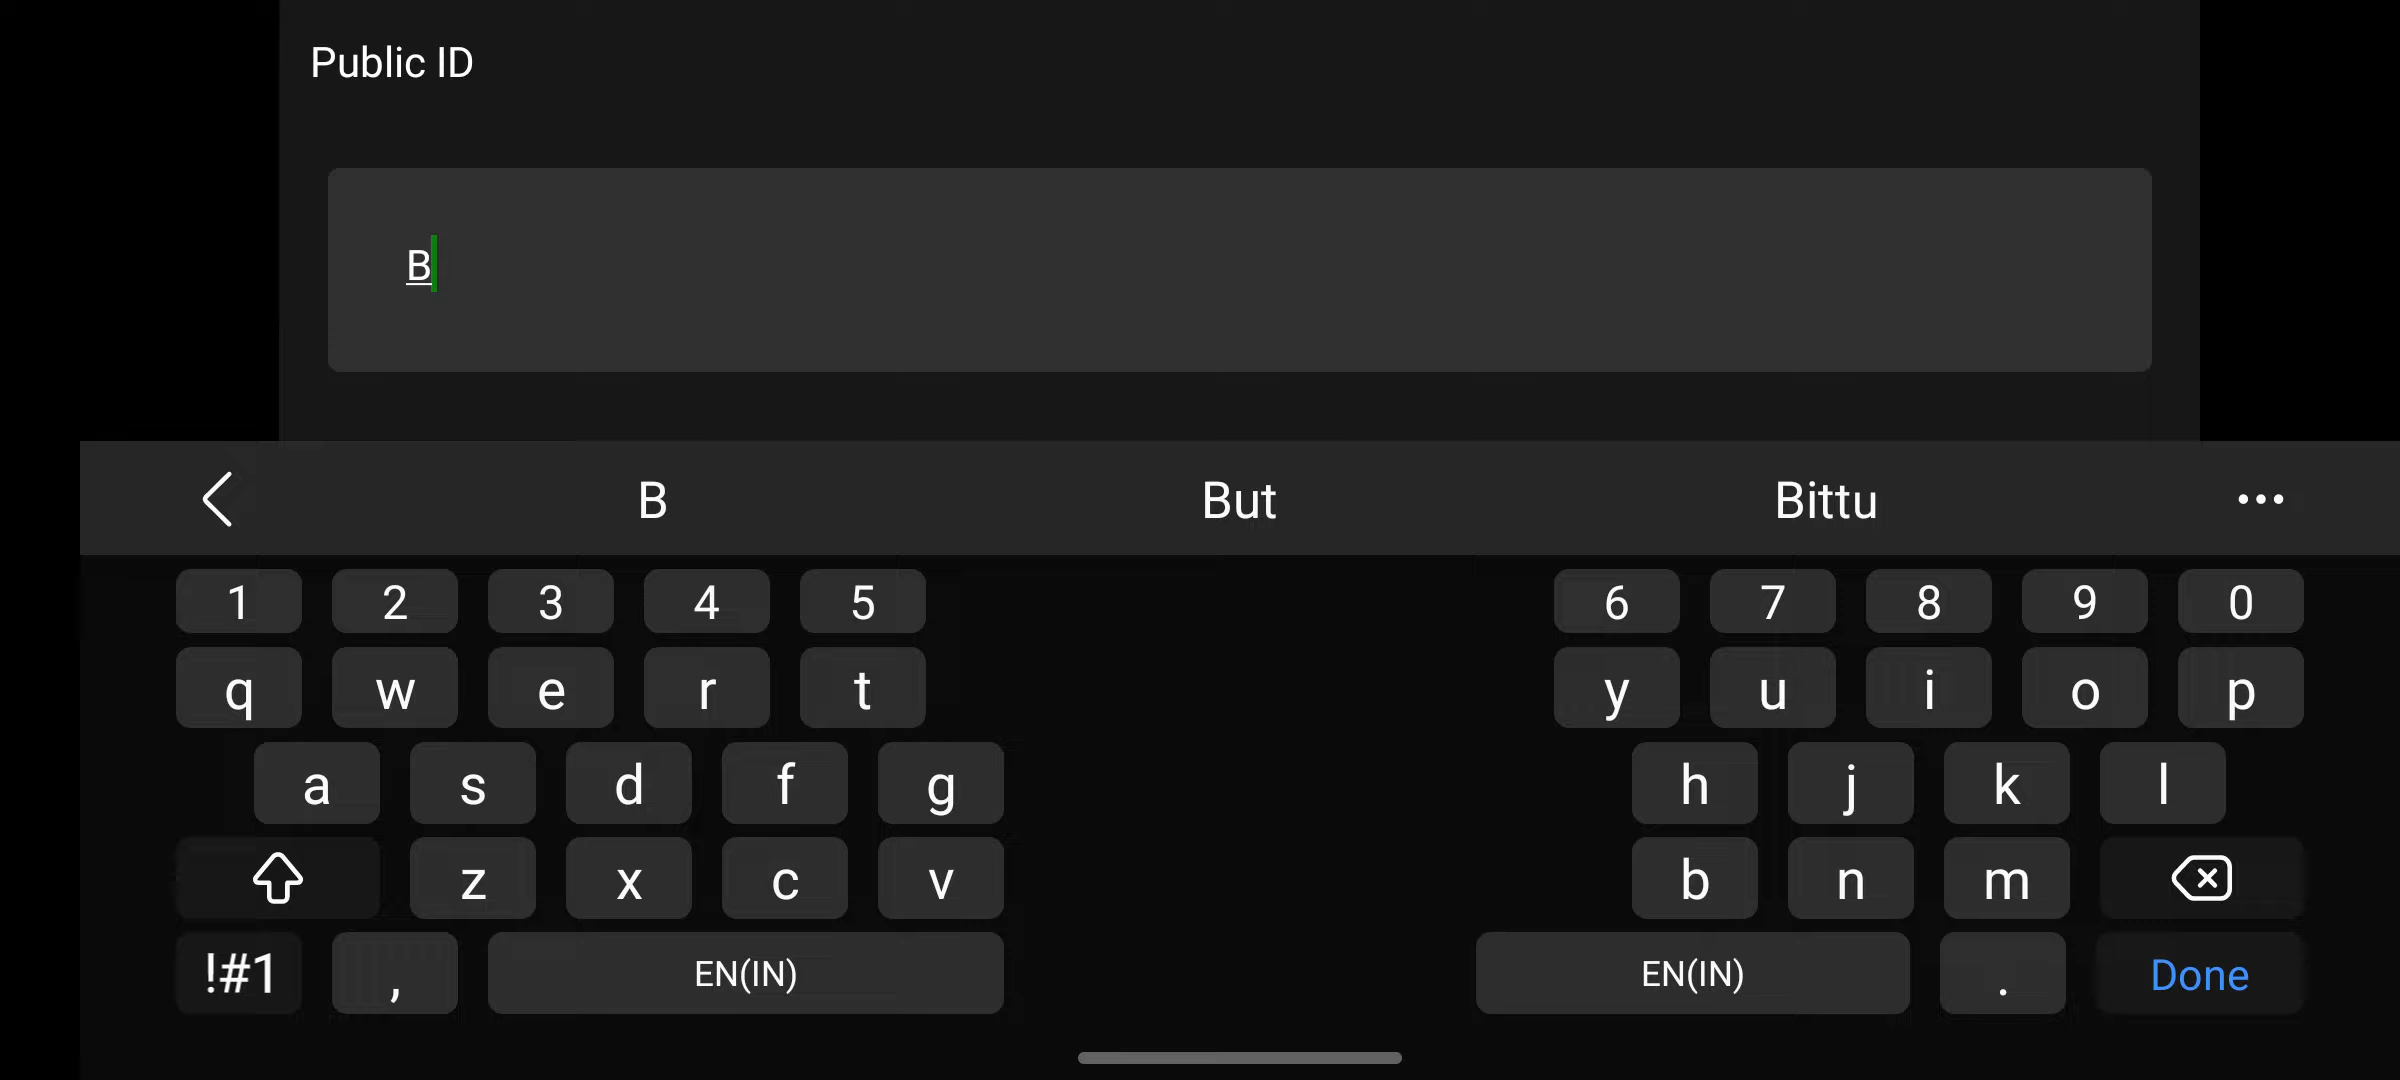 Public ID
B
B But Bittu •••
1 2 3 4 5 6 7 8 9 0
q w e r t y u i o p
a s d f g h j k l
z x c v b n m
!#1 , EN(IN) EN(IN) . Done